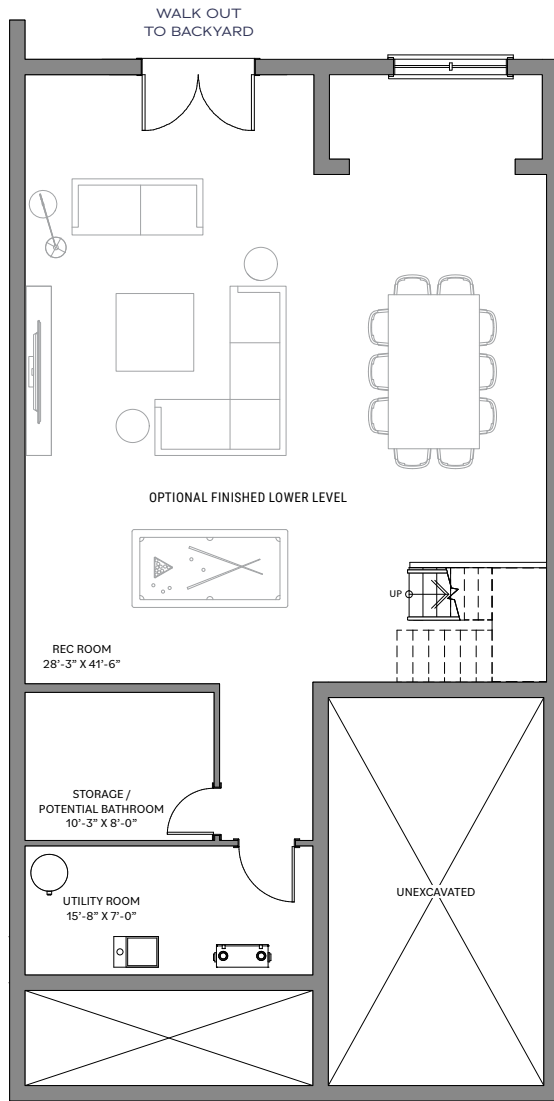 WALK OUT
TO BACKYARD
OPTIONAL FINISHED LOWER LEVEL
UP
REC ROOM
28’-3” X 41’-6”
STORAGE /
POTENTIAL BATHROOM
10’-3” X 8’-0”
UTILITY ROOM
15’-8” X 7’-0”
UNEXCAVATED